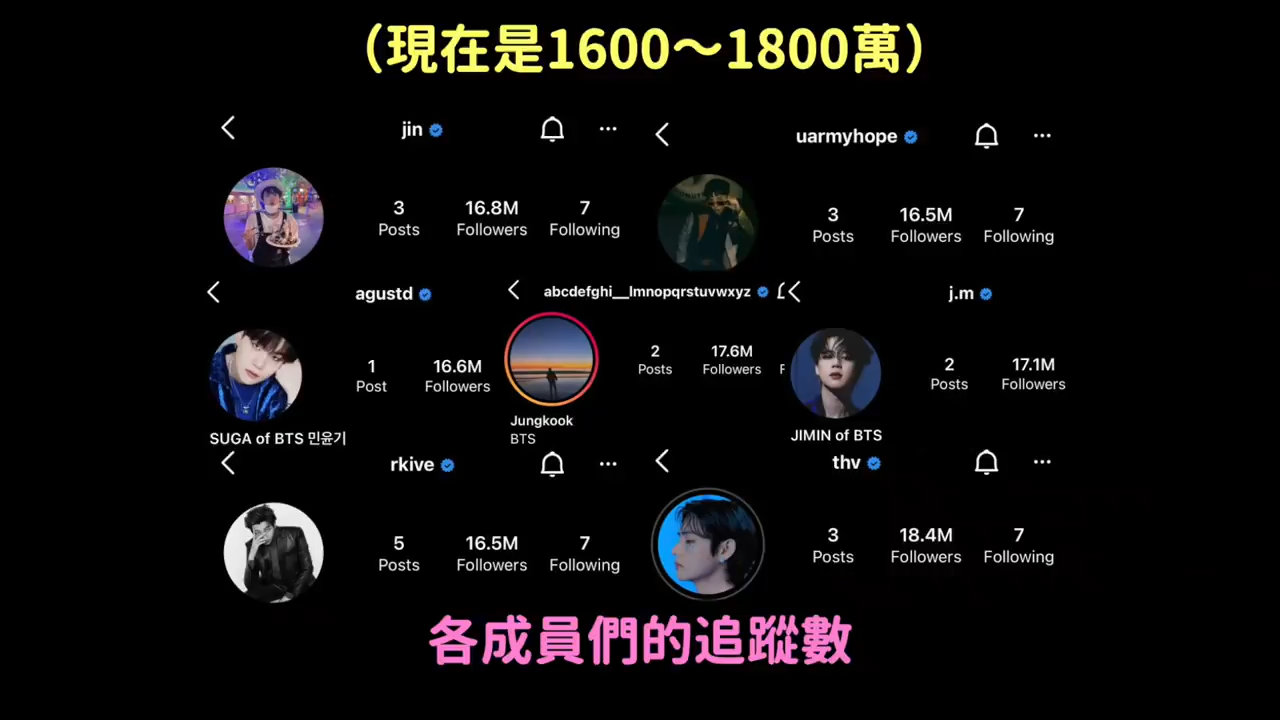 （現在是1600～1800萬）
jin
3 16.8M 7
Posts Followers Following
uarmyhope
3 16.5M 7
Posts Followers Following
agustd
1 16.6M
Post Followers
SUGA of BTS 민윤기
abcdefghi__lmnopqrstuvwxyz
2 17.6M
Posts Followers F
Jungkook
BTS
j.m
2 17.1M
Posts Followers
JIMIN of BTS
rkive
5 16.5M 7
Posts Followers Following
thv
3 18.4M 7
Posts Followers Following
各成員們的追蹤數